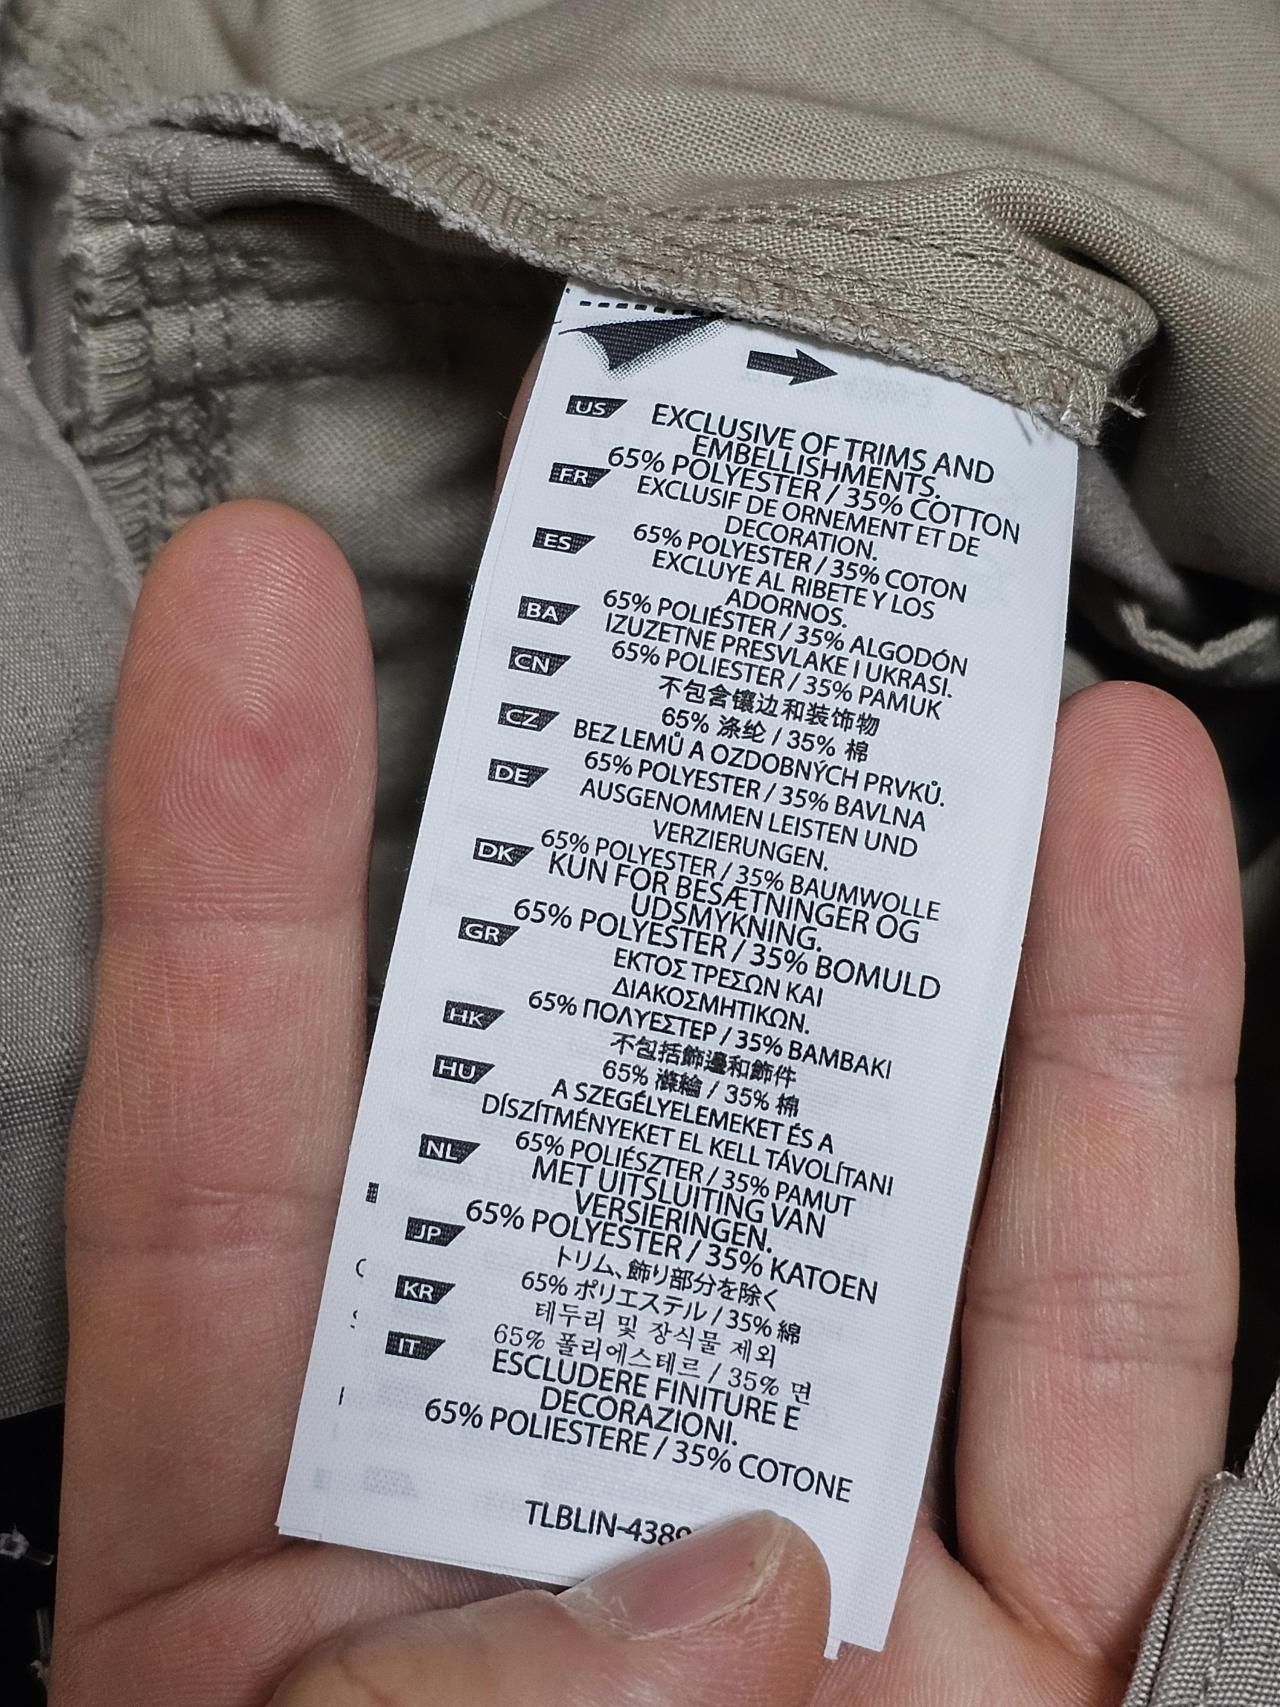 US EXCLUSIVE OF TRIMS AND
EMBELLISHMENTS.
65% POLYESTER / 35% COTTON
FR EXCLUSIF DE ORNEMENT ET DE
DECORATION.
65% POLYESTER / 35% COTON
ES EXCLUYE AL RIBETE Y LOS
ADORNOS.
65% POLIÉSTER / 35% ALGODÓN
BA IZUZETNE PRESVLAKE I UKRASI.
65% POLIESTER / 35% PAMUK
CN 不包含镶边和装饰物
65% 涤纶 / 35% 棉
CZ BEZ LEMŮ A OZDOBNÝCH PRVKŮ.
65% POLYESTER / 35% BAVLNA
DE AUSGENOMMEN LEISTEN UND
VERZIERUNGEN.
65% POLYESTER / 35% BAUMWOLLE
DK KUN FOR BESÆTNINGER OG
UDSMYKNING.
65% POLYESTER / 35% BOMULD
GR ΕΚΤΟΣ ΤΡΕΣΩΝ ΚΑΙ
ΔΙΑΚΟΣΜΗΤΙΚΩΝ.
65% ΠΟΛΥΕΣΤΕΡ / 35% ΒΑΜΒΑΚΙ
HK 不包括飾邊和飾件
65% 滌綸 / 35% 棉
HU A SZEGÉLYELEMEKET ÉS A
DÍSZÍTMÉNYEKET EL KELL TÁVOLÍTANI
65% POLIÉSZTER / 35% PAMUT
NL MET UITSLUITING VAN
VERSIERINGEN.
65% POLYESTER / 35% KATOEN
JP トリム、飾り部分を除く
65% ポリエステル / 35% 綿
KR 테두리 및 장식물 제외
65% 폴리에스테르 / 35% 면
IT ESCLUDERE FINITURE E
DECORAZIONI.
65% POLIESTERE / 35% COTONE
TLBLIN-4389